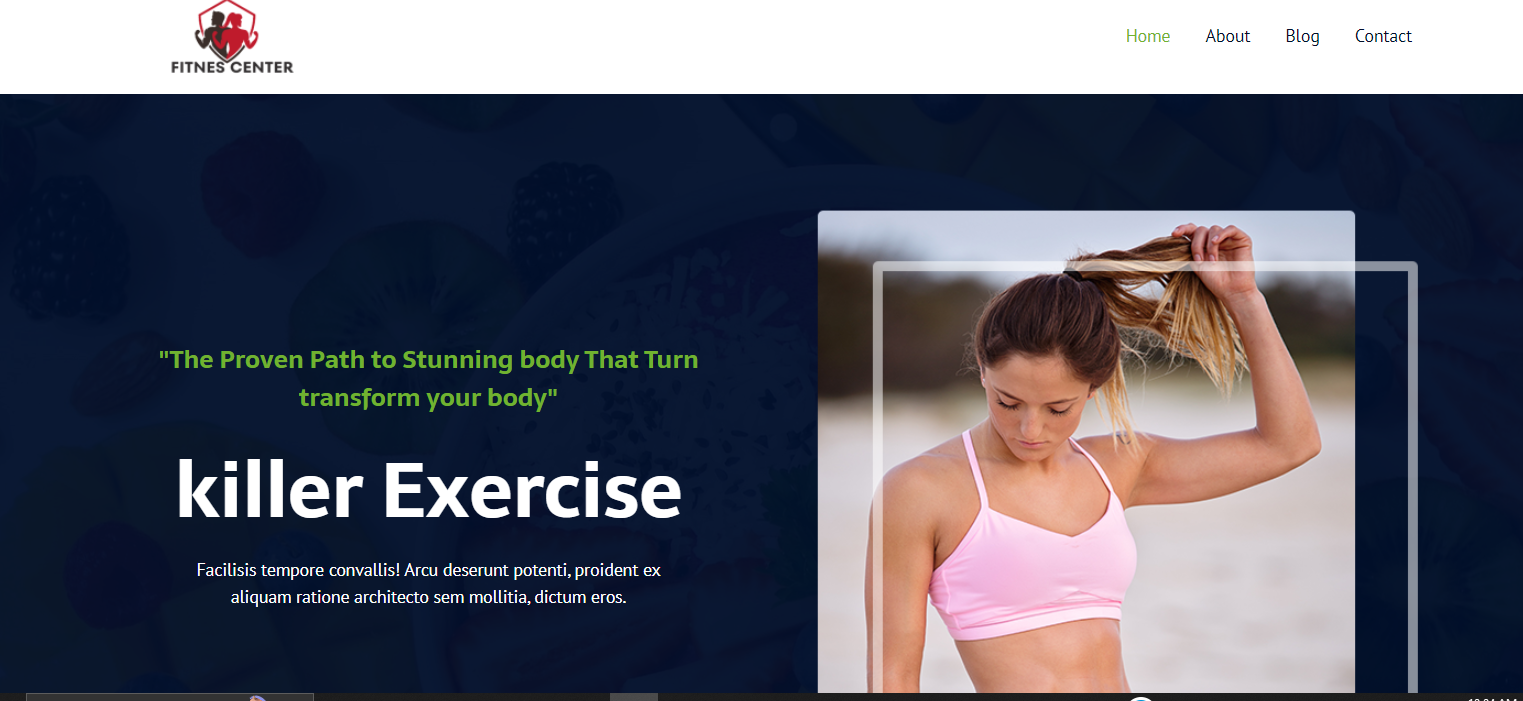 FITNES CENTER
Home About Blog Contact
"The Proven Path to Stunning body That Turn
transform your body"
killer Exercise
Facilisis tempore convallis! Arcu deserunt potenti, proident ex
aliquam ratione architecto sem mollitia, dictum eros.